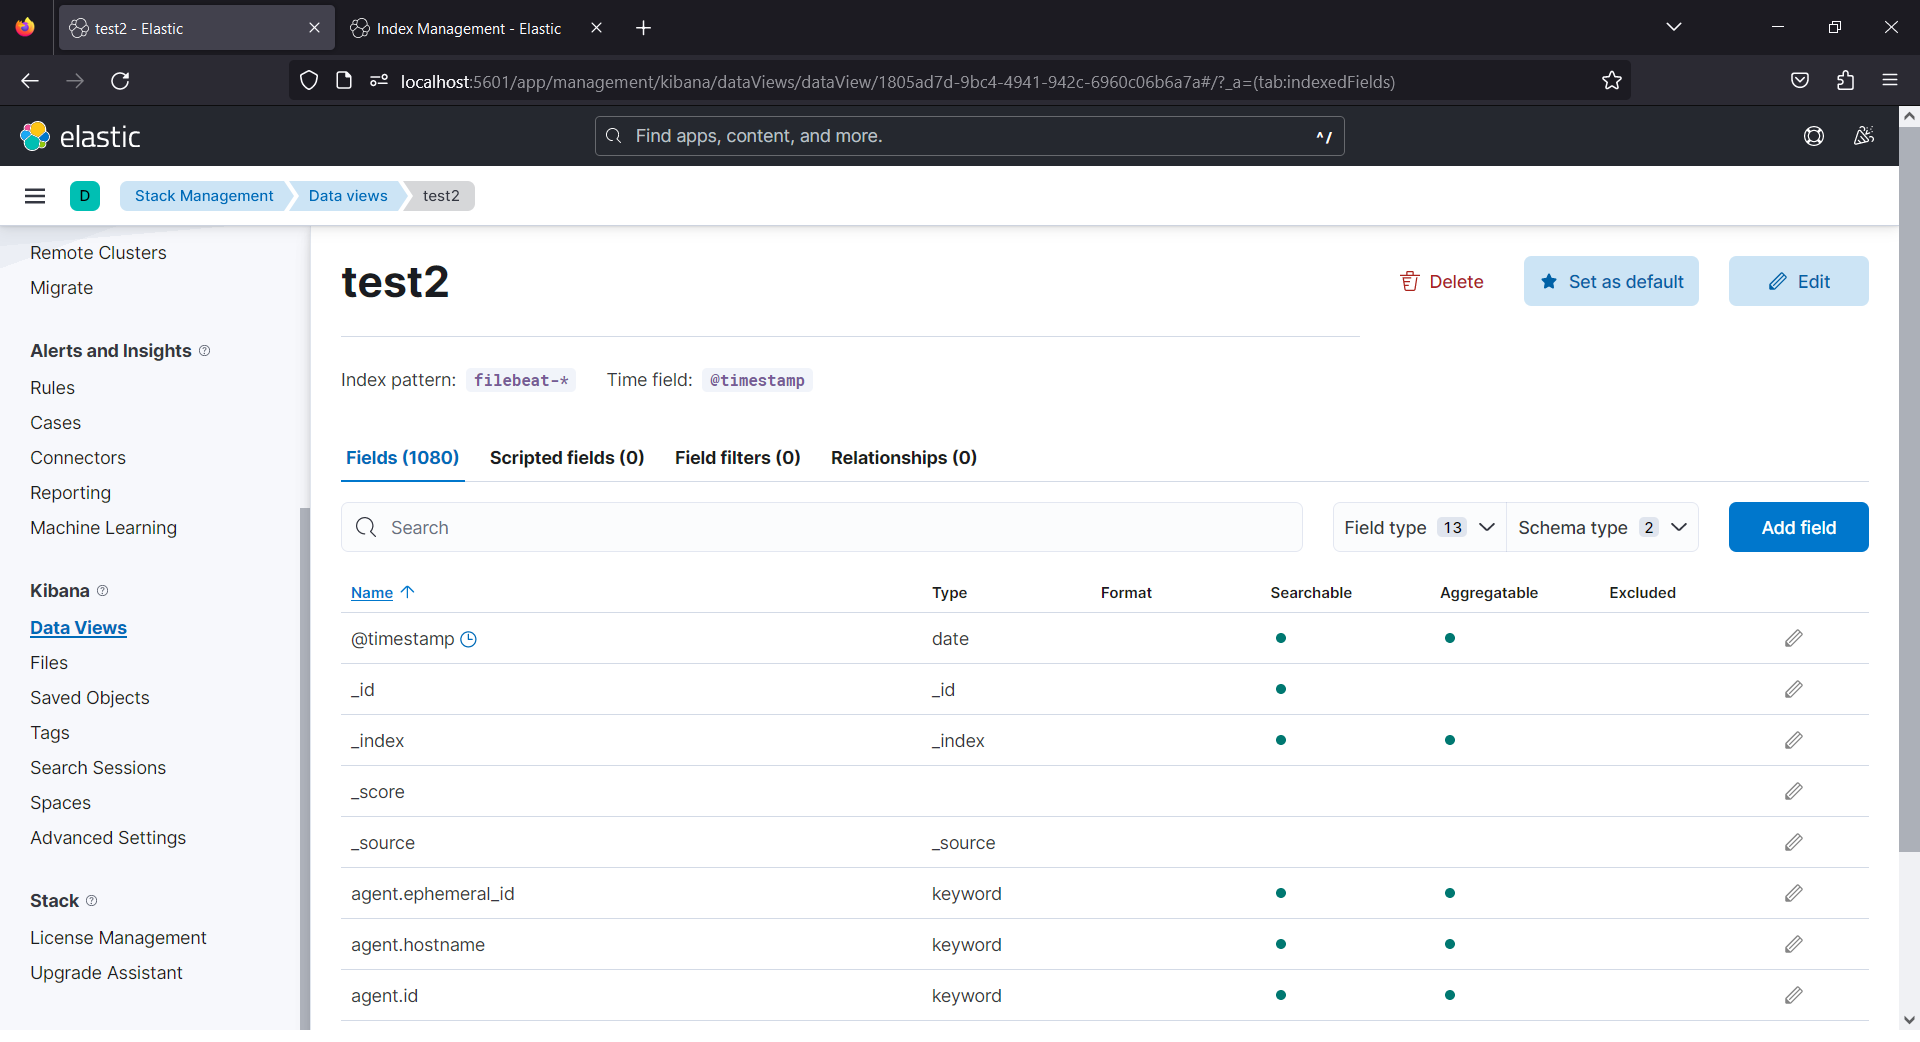 test2 - Elastic
Index Management - Elastic
localhost:5601/app/management/kibana/dataViews/dataView/1805ad7d-9bc4-4941-942c-6960c06b6a7a#/?_a=(tab:indexedFields)
elastic
Find apps, content, and more.
^/
D
Stack Management
Data views
test2
Remote Clusters
Migrate
Alerts and Insights
Rules
Cases
Connectors
Reporting
Machine Learning
Kibana
Data Views
Files
Saved Objects
Tags
Search Sessions
Spaces
Advanced Settings
Stack
License Management
Upgrade Assistant
test2
Delete
Set as default
Edit
Index pattern: filebeat-* Time field: @timestamp
Fields (1080) Scripted fields (0) Field filters (0) Relationships (0)
Search
Field type 13
Schema type 2
Add field
Name Type Format Searchable Aggregatable Excluded
@timestamp date
_id _id
_index _index
_score
_source _source
agent.ephemeral_id keyword
agent.hostname keyword
agent.id keyword